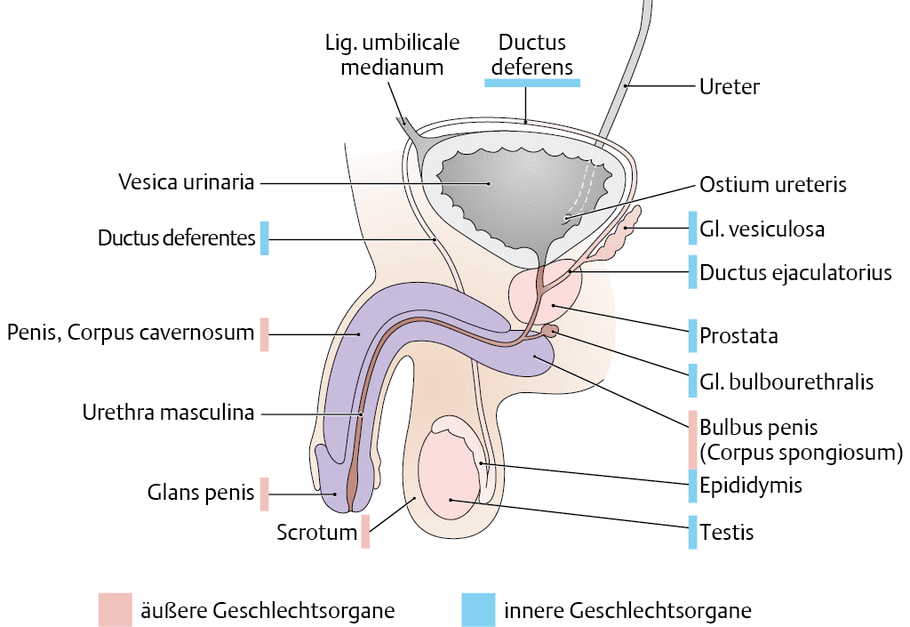 Lig. umbilicale
medianum
Ductus
deferens
Ureter
Vesica urinaria
Ostium ureteris
Ductus deferentes
Gl. vesiculosa
Ductus ejaculatorius
Penis, Corpus cavernosum
Prostata
Gl. bulbourethralis
Urethra masculina
Bulbus penis
(Corpus spongiosum)
Glans penis
Epididymis
Scrotum
Testis
äußere Geschlechtsorgane
innere Geschlechtsorgane